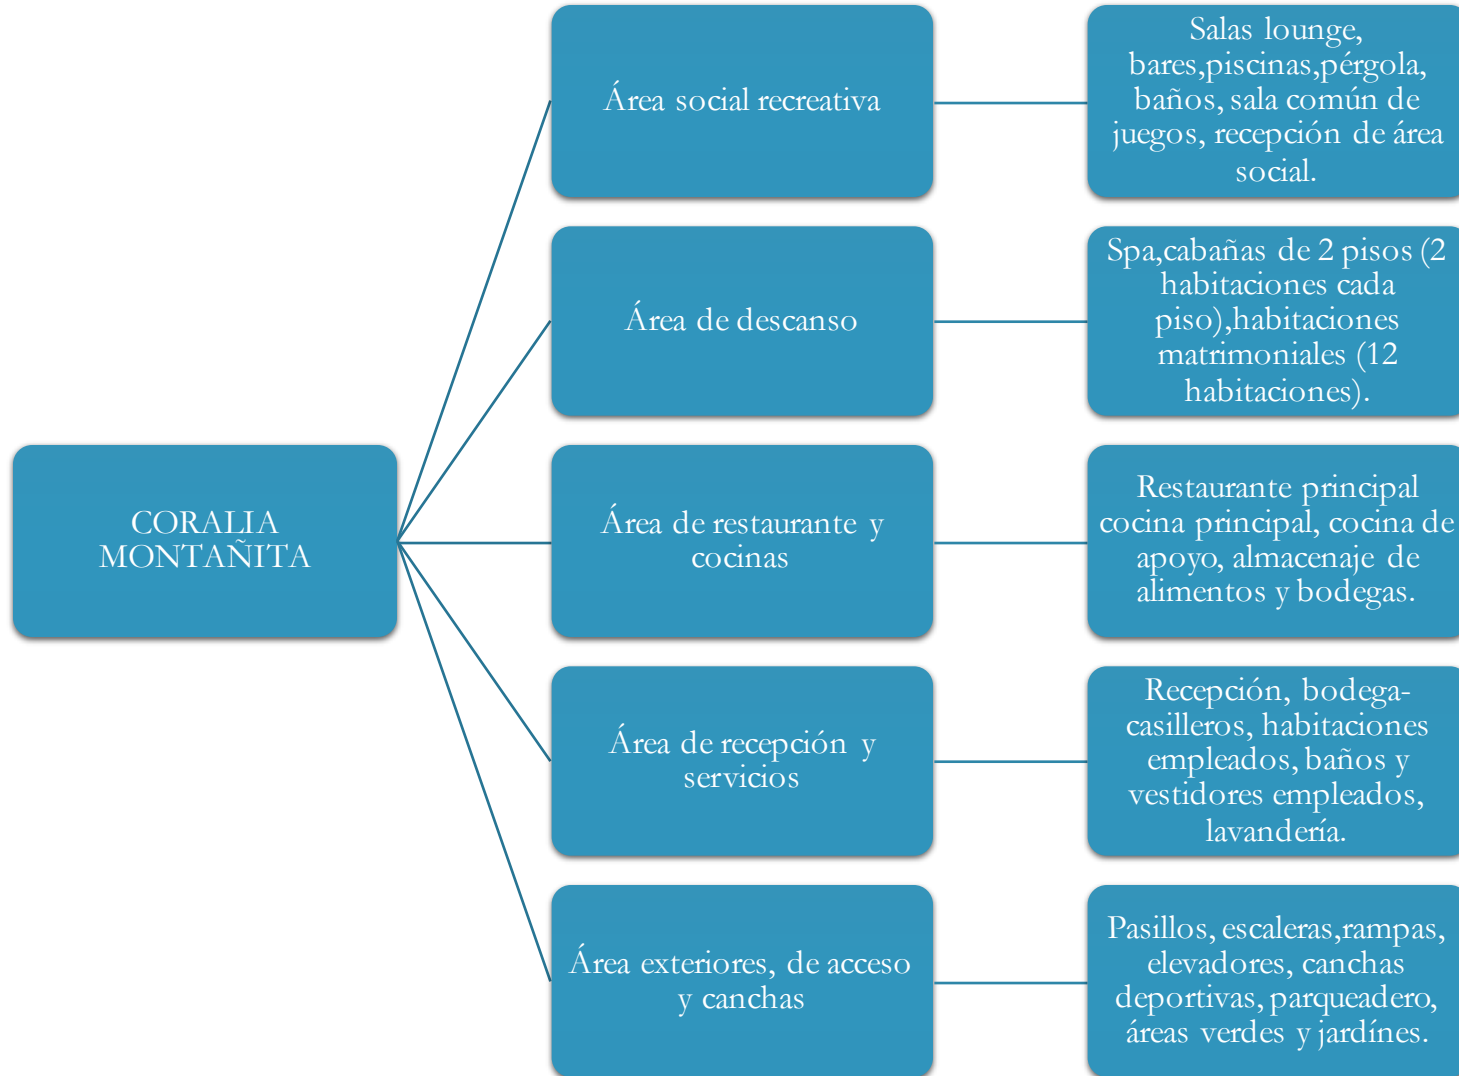 CORALIA
MONTAÑITA
Área social recreativa
Salas lounge,
bares,piscinas,pérgola,
baños, sala común de
juegos, recepción de área
social.
Área de descanso
Spa,cabañas de 2 pisos (2
habitaciones cada
piso),habitaciones
matrimoniales (12
habitaciones).
Área de restaurante y
cocinas
Restaurante principal
cocina principal, cocina de
apoyo, almacenaje de
alimentos y bodegas.
Área de recepción y
servicios
Recepción, bodega-
casilleros, habitaciones
empleados, baños y
vestidores empleados,
lavandería.
Área exteriores, de acceso
y canchas
Pasillos, escaleras,rampas,
elevadores, canchas
deportivas, parqueadero,
áreas verdes y jardínes.